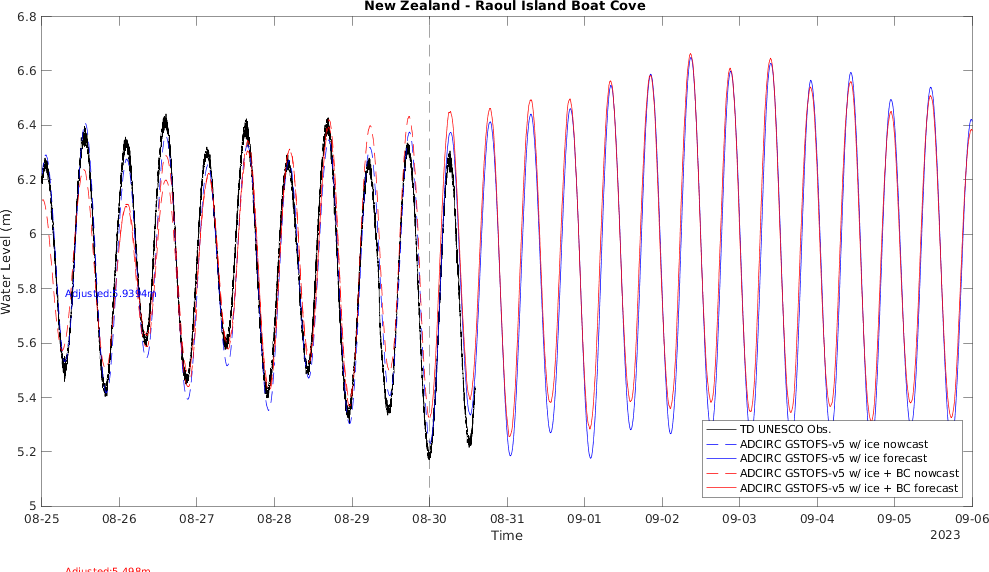 New Zealand - Raoul Island Boat Cove
6.8
6.6
6.4
6.2
6
5.8
5.6
5.4
5.2
5
Water Level (m)
Adjusted:5.9394m
TD UNESCO Obs.
ADCIRC GSTOFS-v5 w/ ice nowcast
ADCIRC GSTOFS-v5 w/ ice forecast
ADCIRC GSTOFS-v5 w/ ice + BC nowcast
ADCIRC GSTOFS-v5 w/ ice + BC forecast
08-25 08-26 08-27 08-28 08-29 08-30 08-31 09-01 09-02 09-03 09-04 09-05 09-06
Time
2023
Adjusted:5.498m